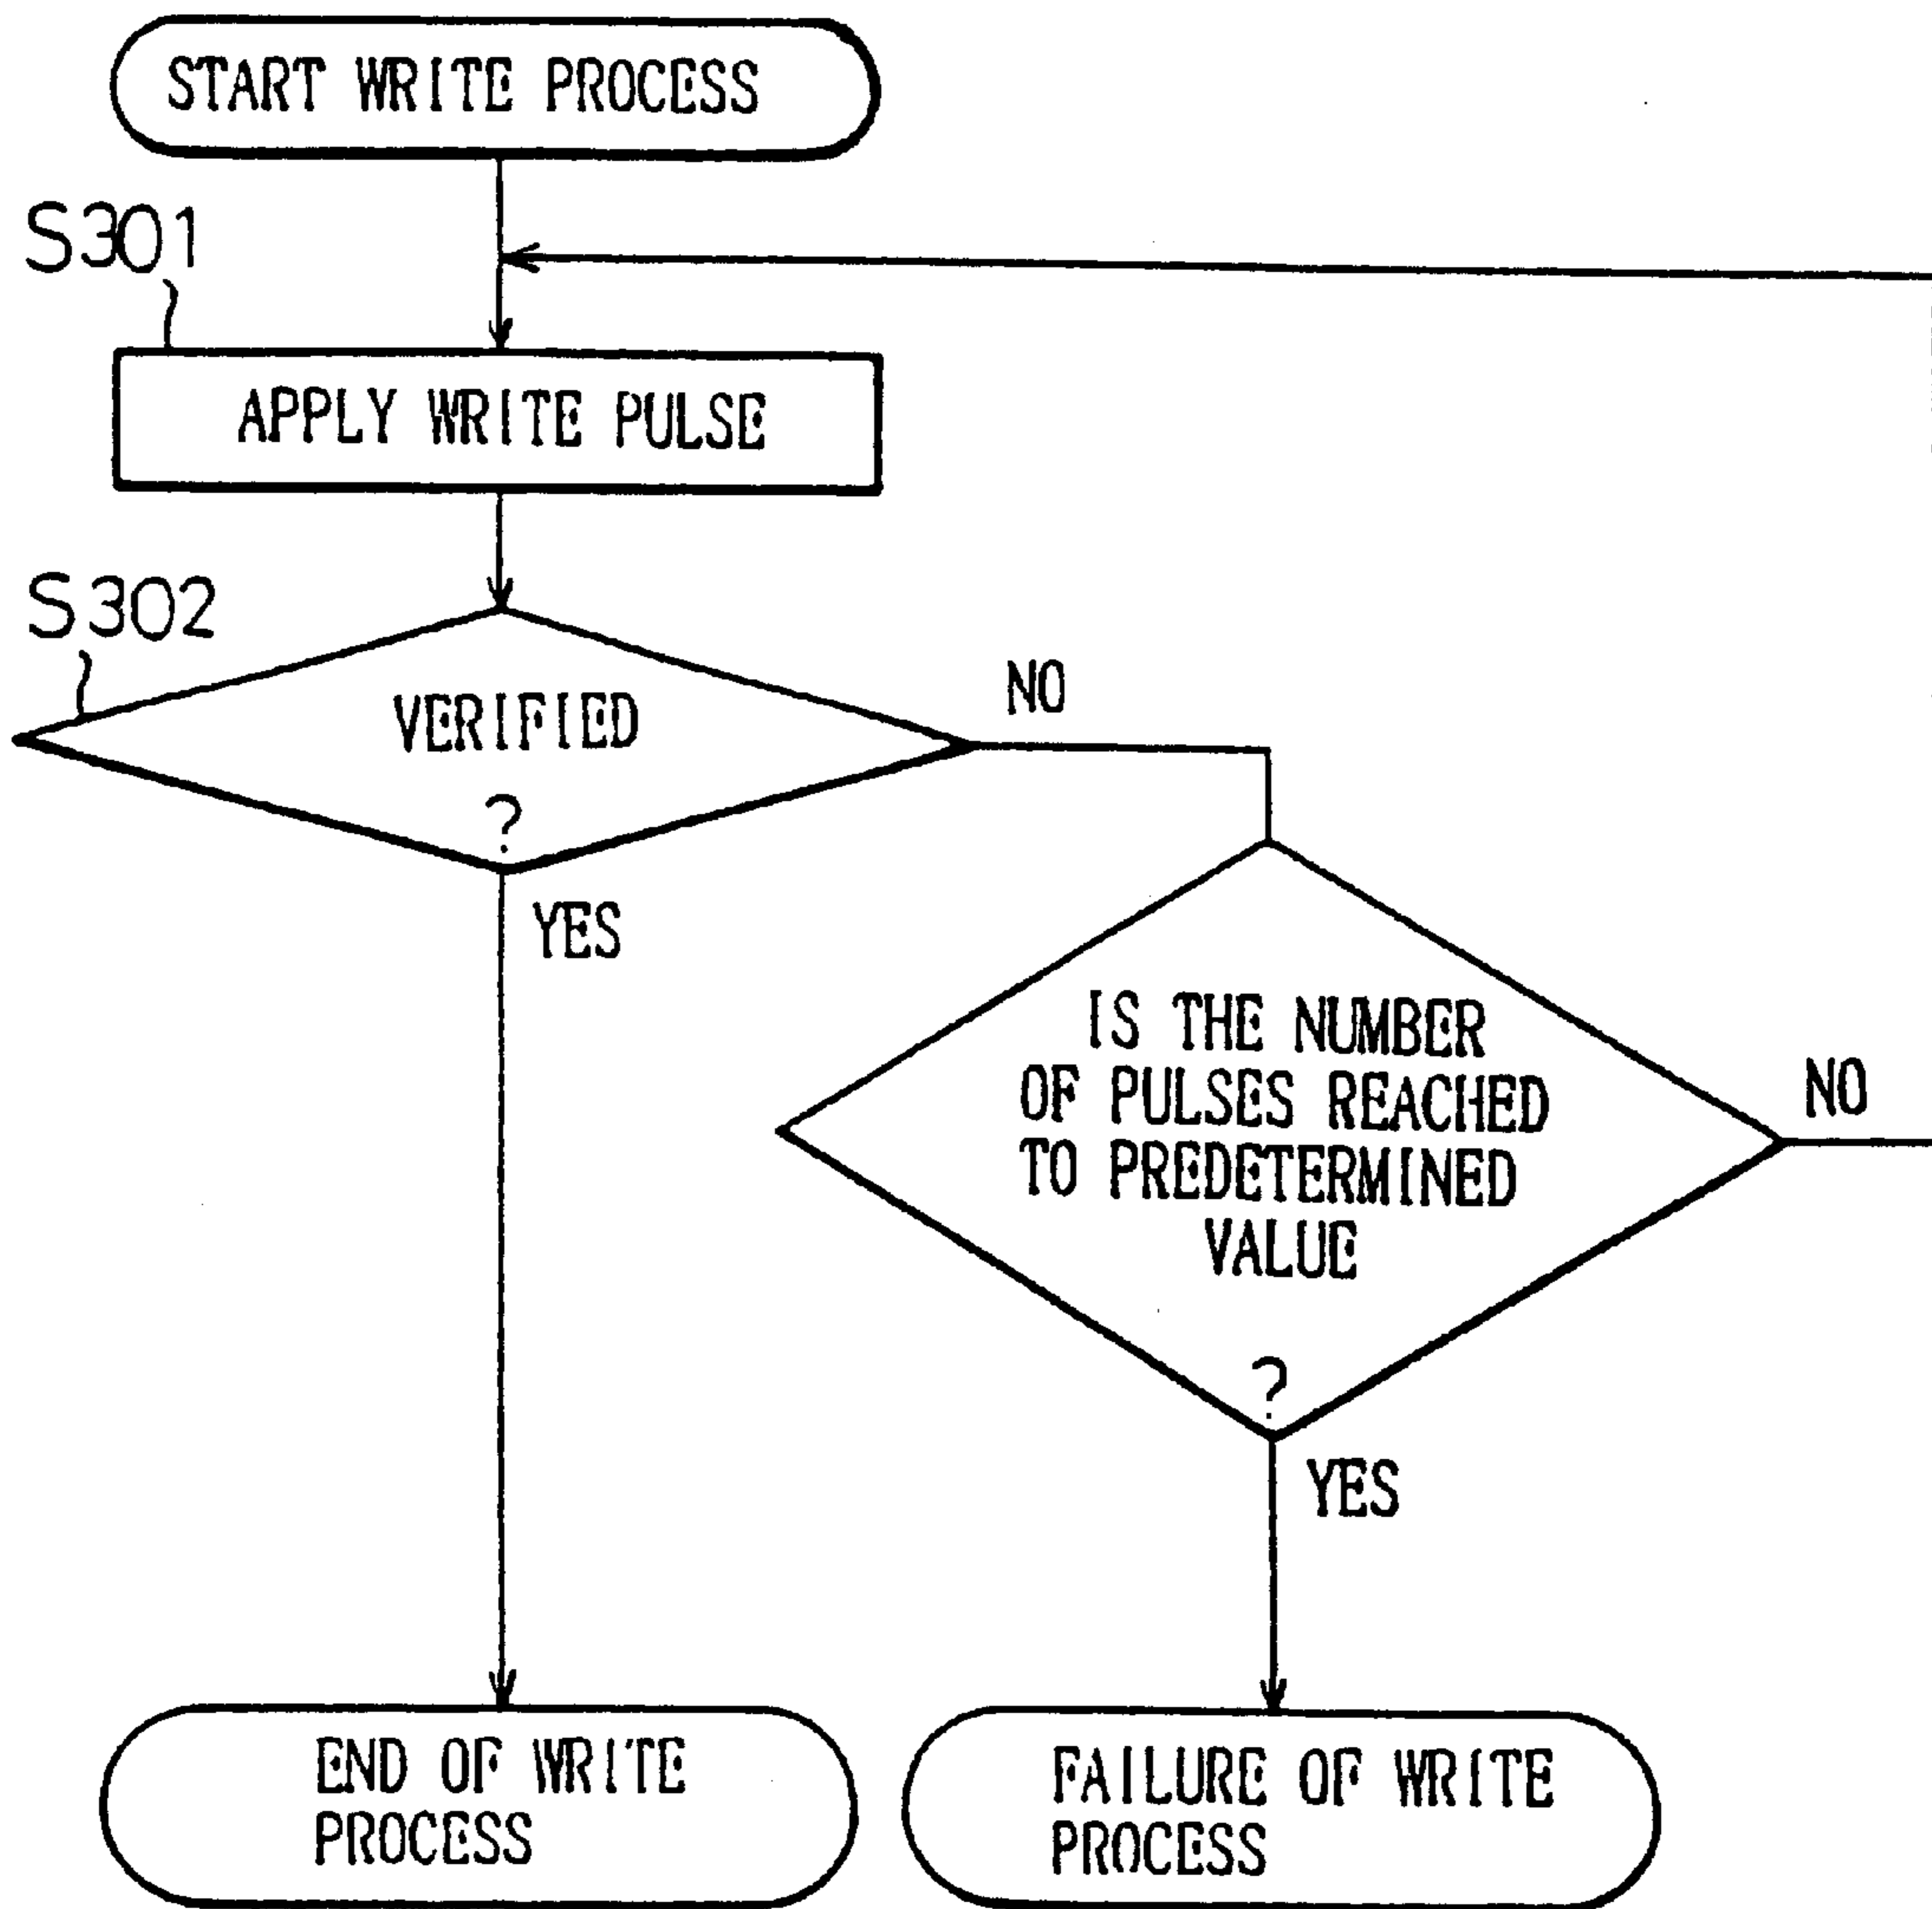 START WRITE PROCESS
S301
APPLY WRITE PULSE
S302
VERIFIED
?
NO
YES
IS THE NUMBER
OF PULSES REACHED
TO PREDETERMINED
VALUE
?
NO
YES
END OF WRITE
PROCESS
FAILURE OF WRITE
PROCESS